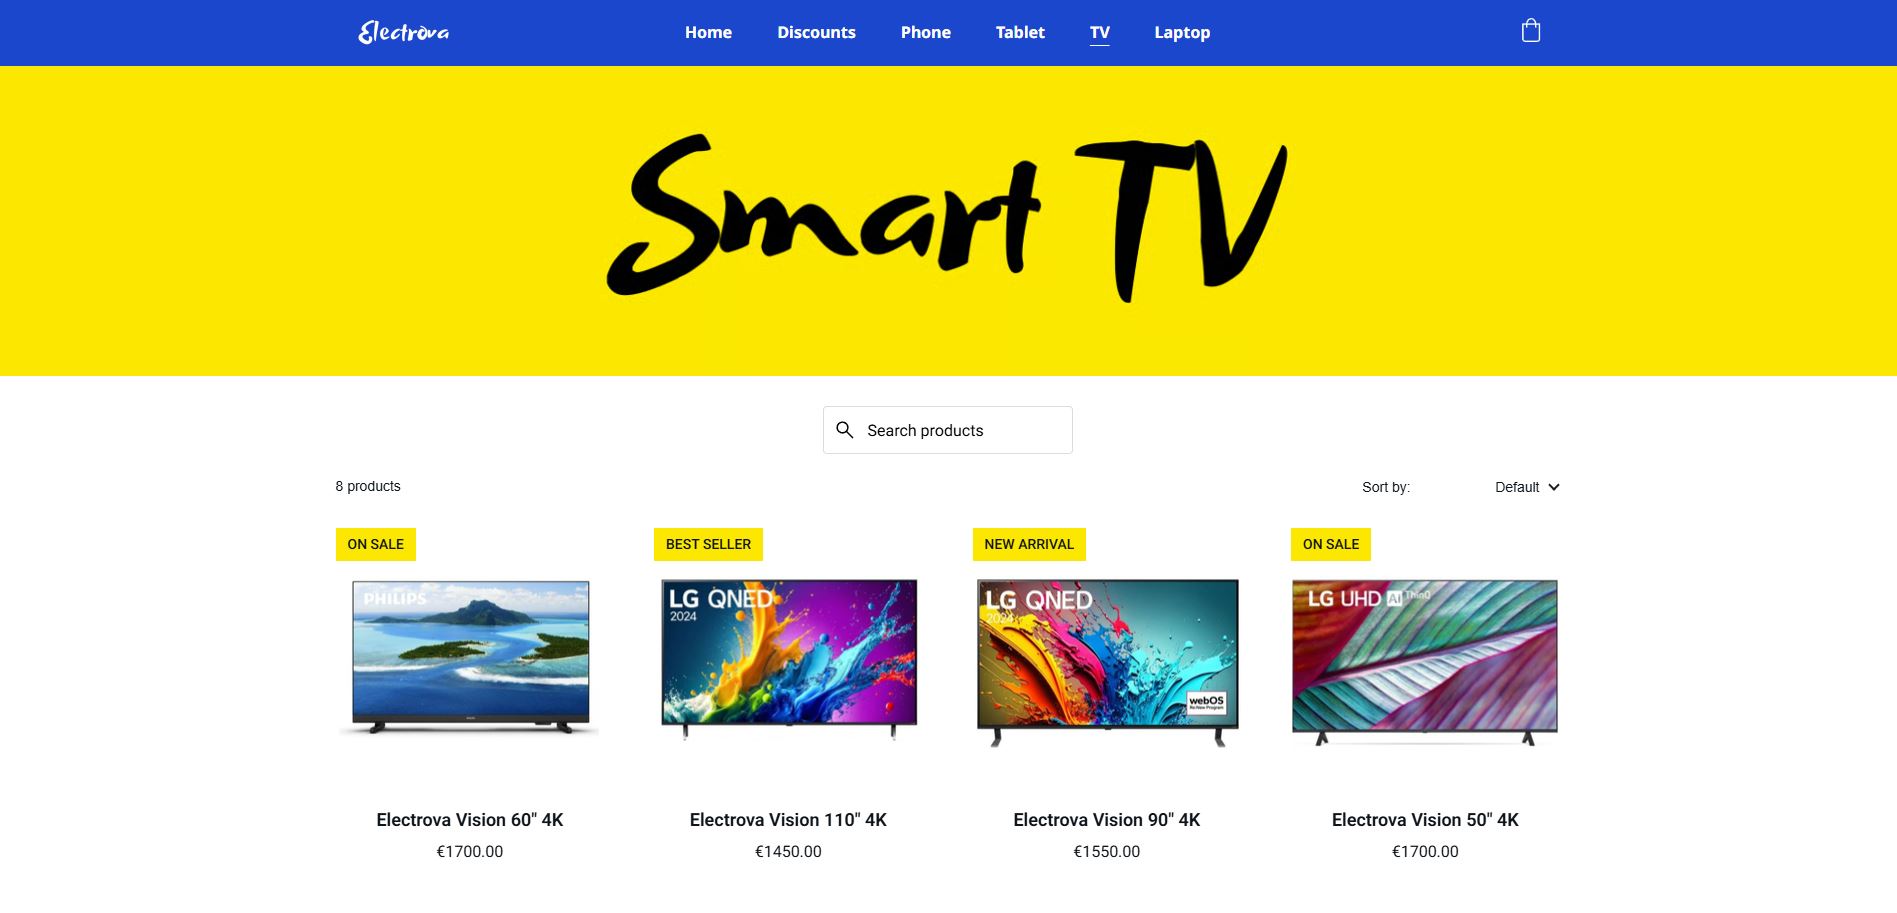 Electrova
Home Discounts Phone Tablet TV Laptop
Smart TV
Search products
8 products
Sort by: Default
ON SALE
BEST SELLER
NEW ARRIVAL
ON SALE
PHILIPS
LG QNED
2024
LG QNED
2024
webOS
Re:New Program
LG UHD AI ThinQ
Electrova Vision 60" 4K
€1700.00
Electrova Vision 110" 4K
€1450.00
Electrova Vision 90" 4K
€1550.00
Electrova Vision 50" 4K
€1700.00